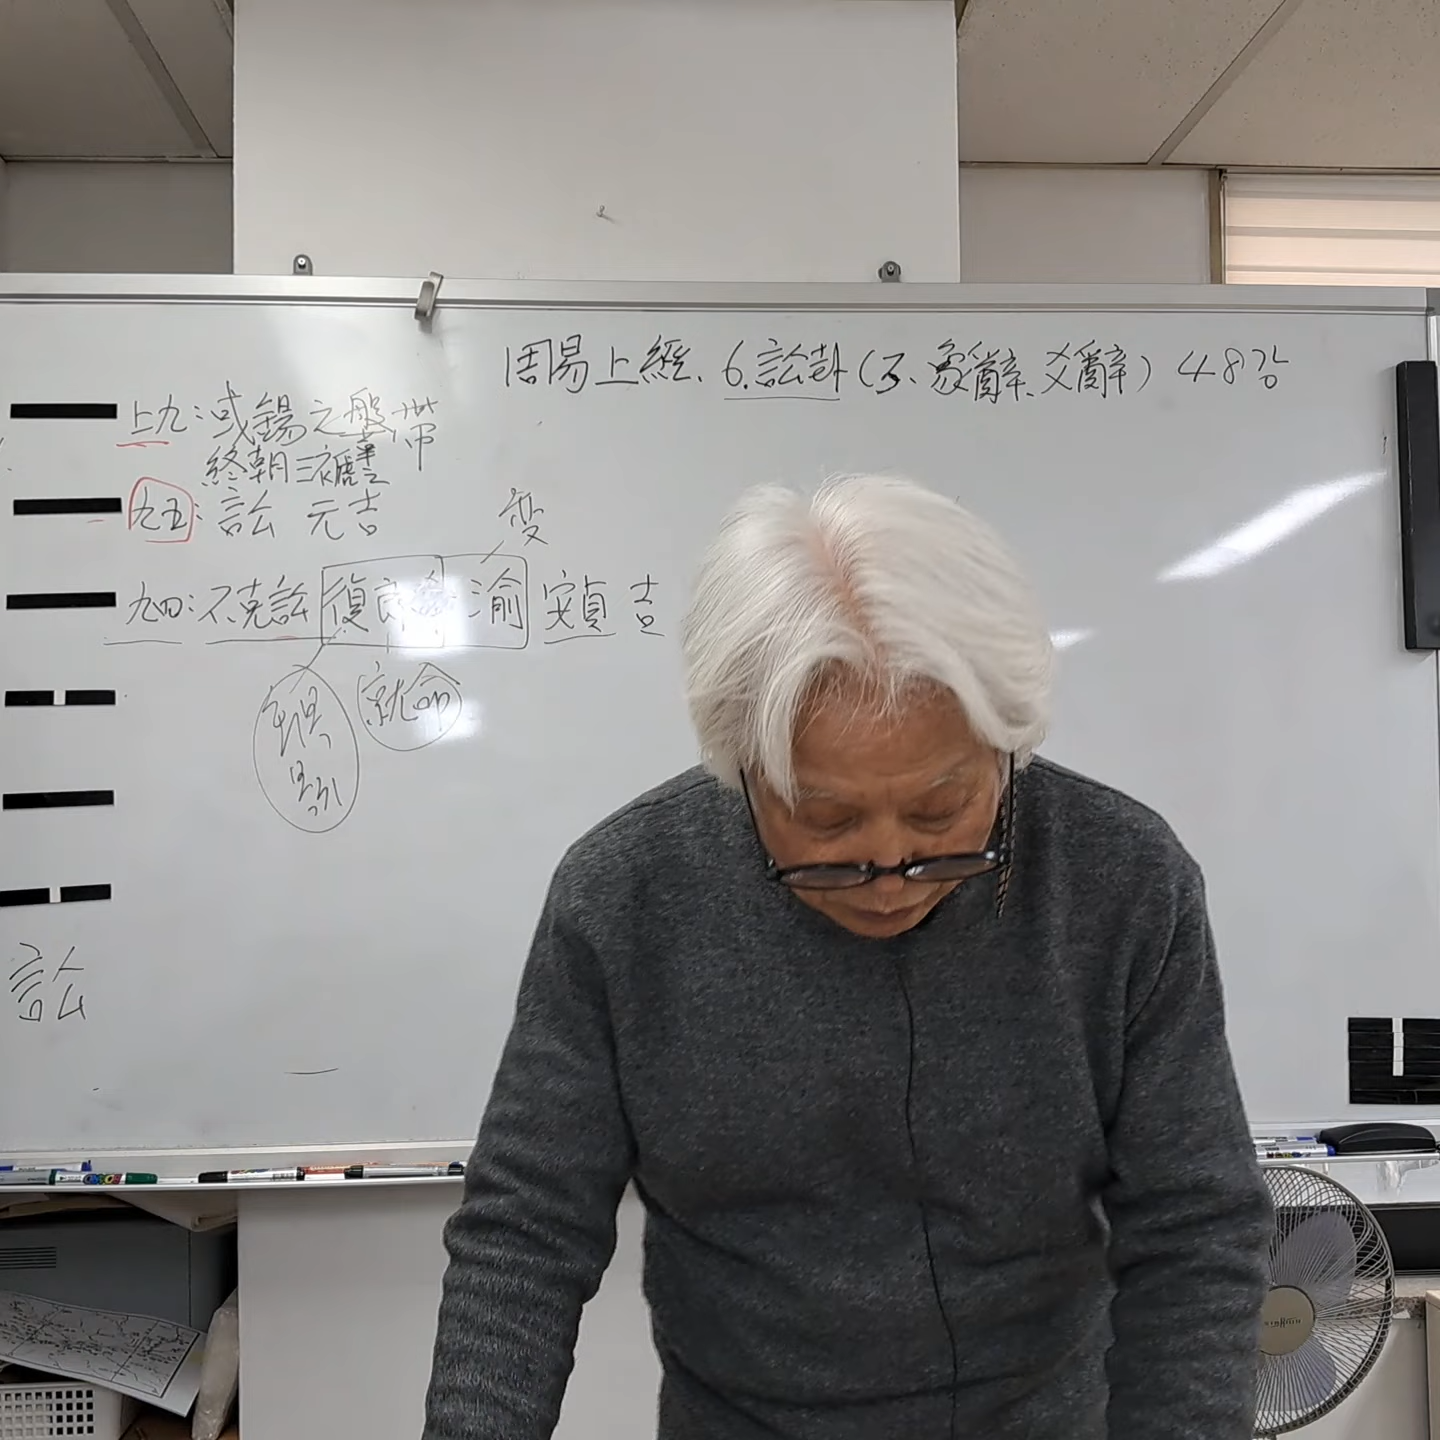 周易上經. 6.訟卦(3. 象辭. 爻辭) 48강
上九: 或錫之鞶帶
終朝三褫之
九五: 訟 元吉
変
九四: 不克訟 復即命 渝 安貞 吉
就命
訟